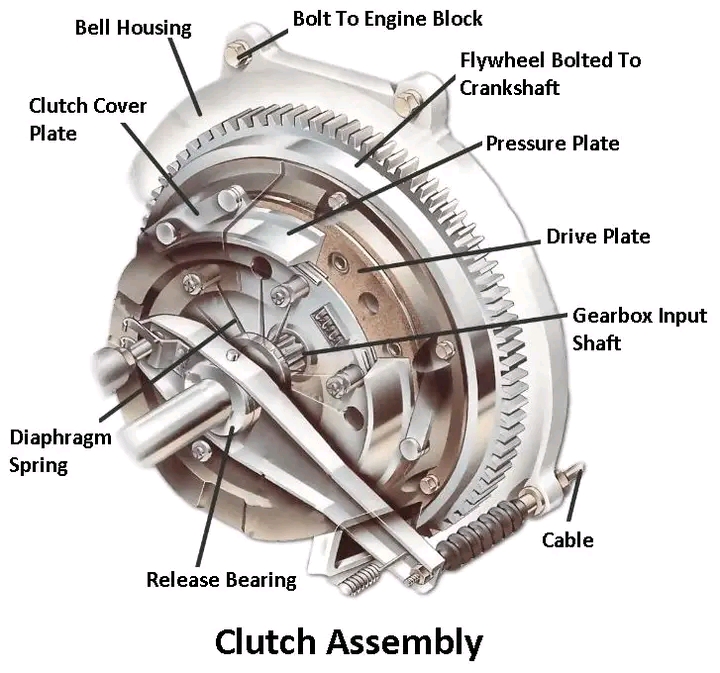 Bolt To Engine Block
Bell Housing
Flywheel Bolted To
Crankshaft
Clutch Cover
Plate
Pressure Plate
Drive Plate
Gearbox Input
Shaft
Diaphragm
Spring
Cable
Release Bearing
Clutch Assembly